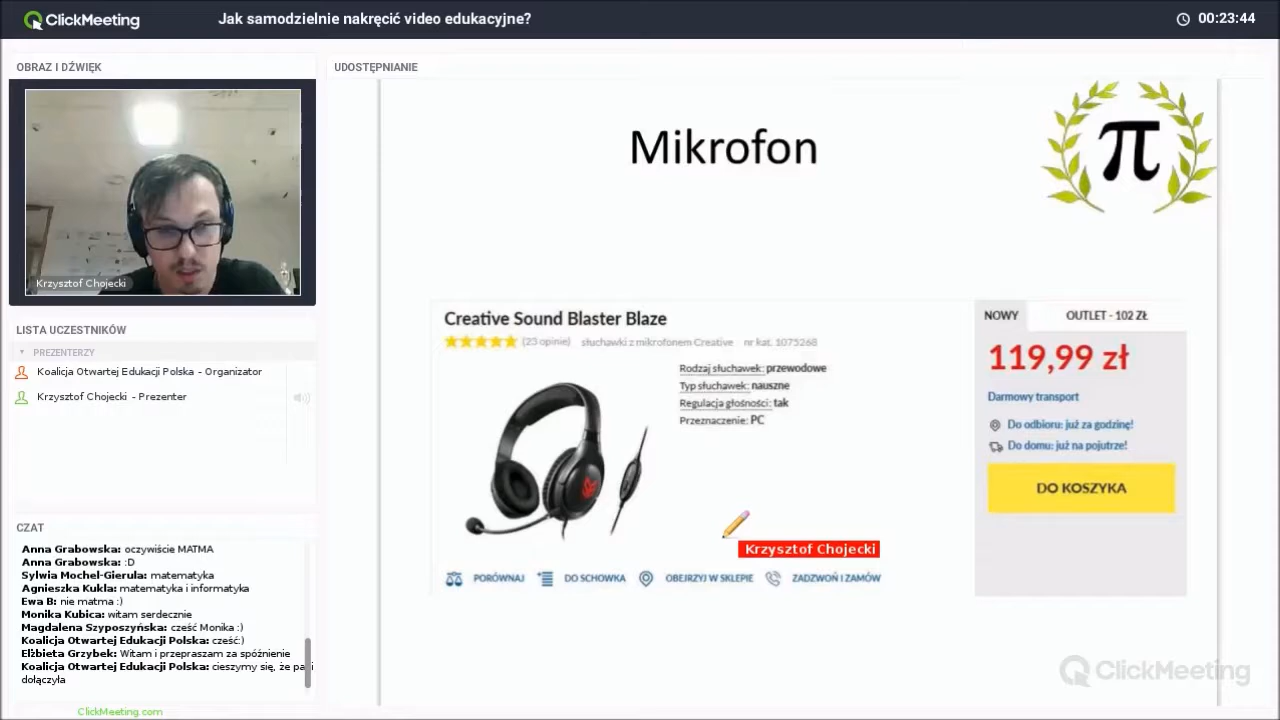 ClickMeeting
Jak samodzielnie nakręcić video edukacyjne?
00:23:44
OBRAZ I DŹWIĘK
UDOSTĘPNIANIE
Krzysztof Chojecki
LISTA UCZESTNIKÓW
PREZENTERZY
Koalicja Otwartej Edukacji Polska - Organizator
Krzysztof Chojecki - Prezenter
CZAT
Anna Grabowska: oczywiście MATMA
Anna Grabowska: :D
Sylwia Mochel-Gierula: matematyka
Agnieszka Kukla: matematyka i informatyka
Ewa B: nie matma :)
Monika Kubica: witam serdecznie
Magdalena Szyposzyńska: cześć Monika :)
Koalicja Otwartej Edukacji Polska: cześć:)
Elżbieta Grzybek: Witam i przepraszam za spóźnienie
Koalicja Otwartej Edukacji Polska: cieszymy się, że pa i
dołączyła
ClickMeeting.com
Mikrofon
π
Creative Sound Blaster Blaze
(23 opinie) słuchawki z mikrofonem Creative nr kat. 1075268
Rodzaj słuchawek: przewodowe
Typ słuchawek: nauszne
Regulacja głośności: tak
Przeznaczenie: PC
NOWY
OUTLET - 102 ZŁ
119,99 zł
Darmowy transport
Do odbioru: już za godzinę!
Do domu: już na pojutrze!
DO KOSZYKA
Krzysztof Chojecki
PORÓWNAJ
DO SCHOWKA
OBEJRZYJ W SKLEPIE
ZADZWOŃ I ZAMÓW
ClickMeeting